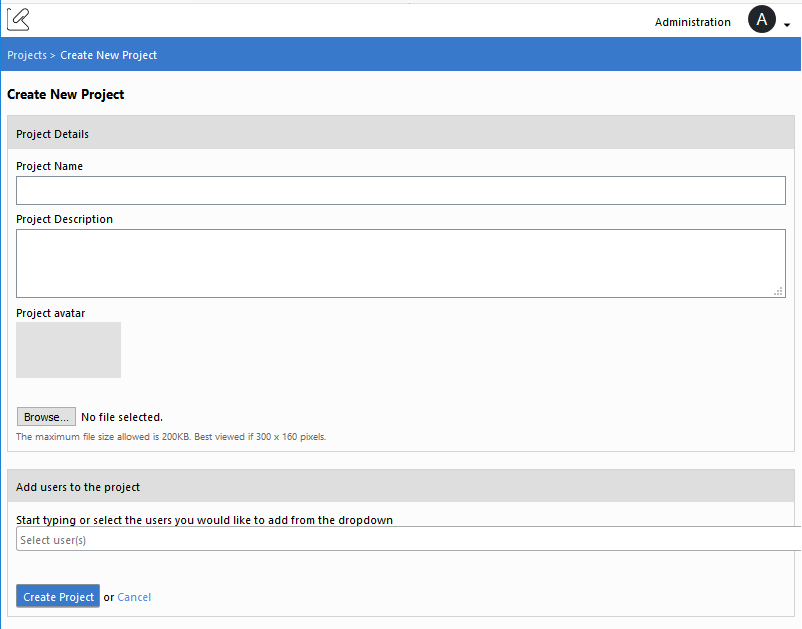 Administration
A
Projects > Create New Project
Create New Project
Project Details
Project Name
Project Description
Project avatar
Browse... No file selected.
The maximum file size allowed is 200KB. Best viewed if 300 x 160 pixels.
Add users to the project
Start typing or select the users you would like to add from the dropdown
Select user(s)
Create Project or Cancel